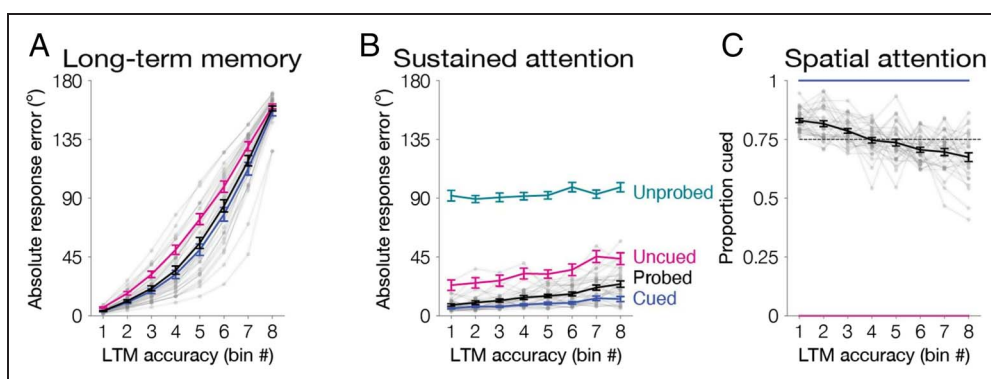 A Long-term memory
Absolute response error (°)
180
135
90
45
0
1 2 3 4 5 6 7 8
LTM accuracy (bin #)
B Sustained attention
Absolute response error (°)
180
135
90
45
0
Unprobed
Uncued
Probed
Cued
1 2 3 4 5 6 7 8
LTM accuracy (bin #)
C Spatial attention
Proportion cued
1
0.75
0.5
0.25
0
1 2 3 4 5 6 7 8
LTM accuracy (bin #)